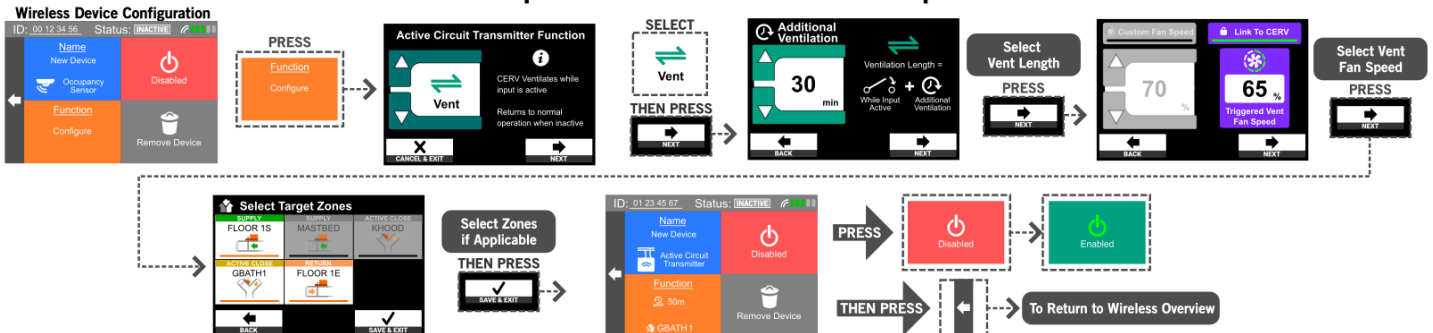 Wireless Device Configuration
ID: 00 12 34 56 Status: INACTIVE
Name
New Device
Occupancy
Sensor
Disabled
Function
Configure
Remove Device
PRESS
Function
Configure
Active Circuit Transmitter Function
Vent
CERV Ventilates while
input is active
Returns to normal
operation when inactive
CANCEL & EXIT
NEXT
SELECT
Vent
THEN PRESS
NEXT
Additional
Ventilation
30
min
Ventilation Length =
While Input
Active
+
Additional
Ventilation
BACK
NEXT
Select
Vent Length
PRESS
NEXT
Custom Fan Speed
Link To CERV
70
%
65 %
Triggered Vent
Fan Speed
BACK
NEXT
Select Vent
Fan Speed
PRESS
NEXT
Select Target Zones
SUPPLY
FLOOR 1S
SUPPLY
MASTBED
ACTIVE CLOSE
KHOOD
ACTIVE CLOSE
GBATH1
RETURN
FLOOR 1E
BACK
SAVE & EXIT
Select Zones
if Applicable
THEN PRESS
SAVE & EXIT
ID: 01 23 45 67 Status: INACTIVE
Name
New Device
Active Circuit
Transmitter
Disabled
Function
30m
GBATH1
Remove Device
PRESS
Disabled
Enabled
THEN PRESS
To Return to Wireless Overview